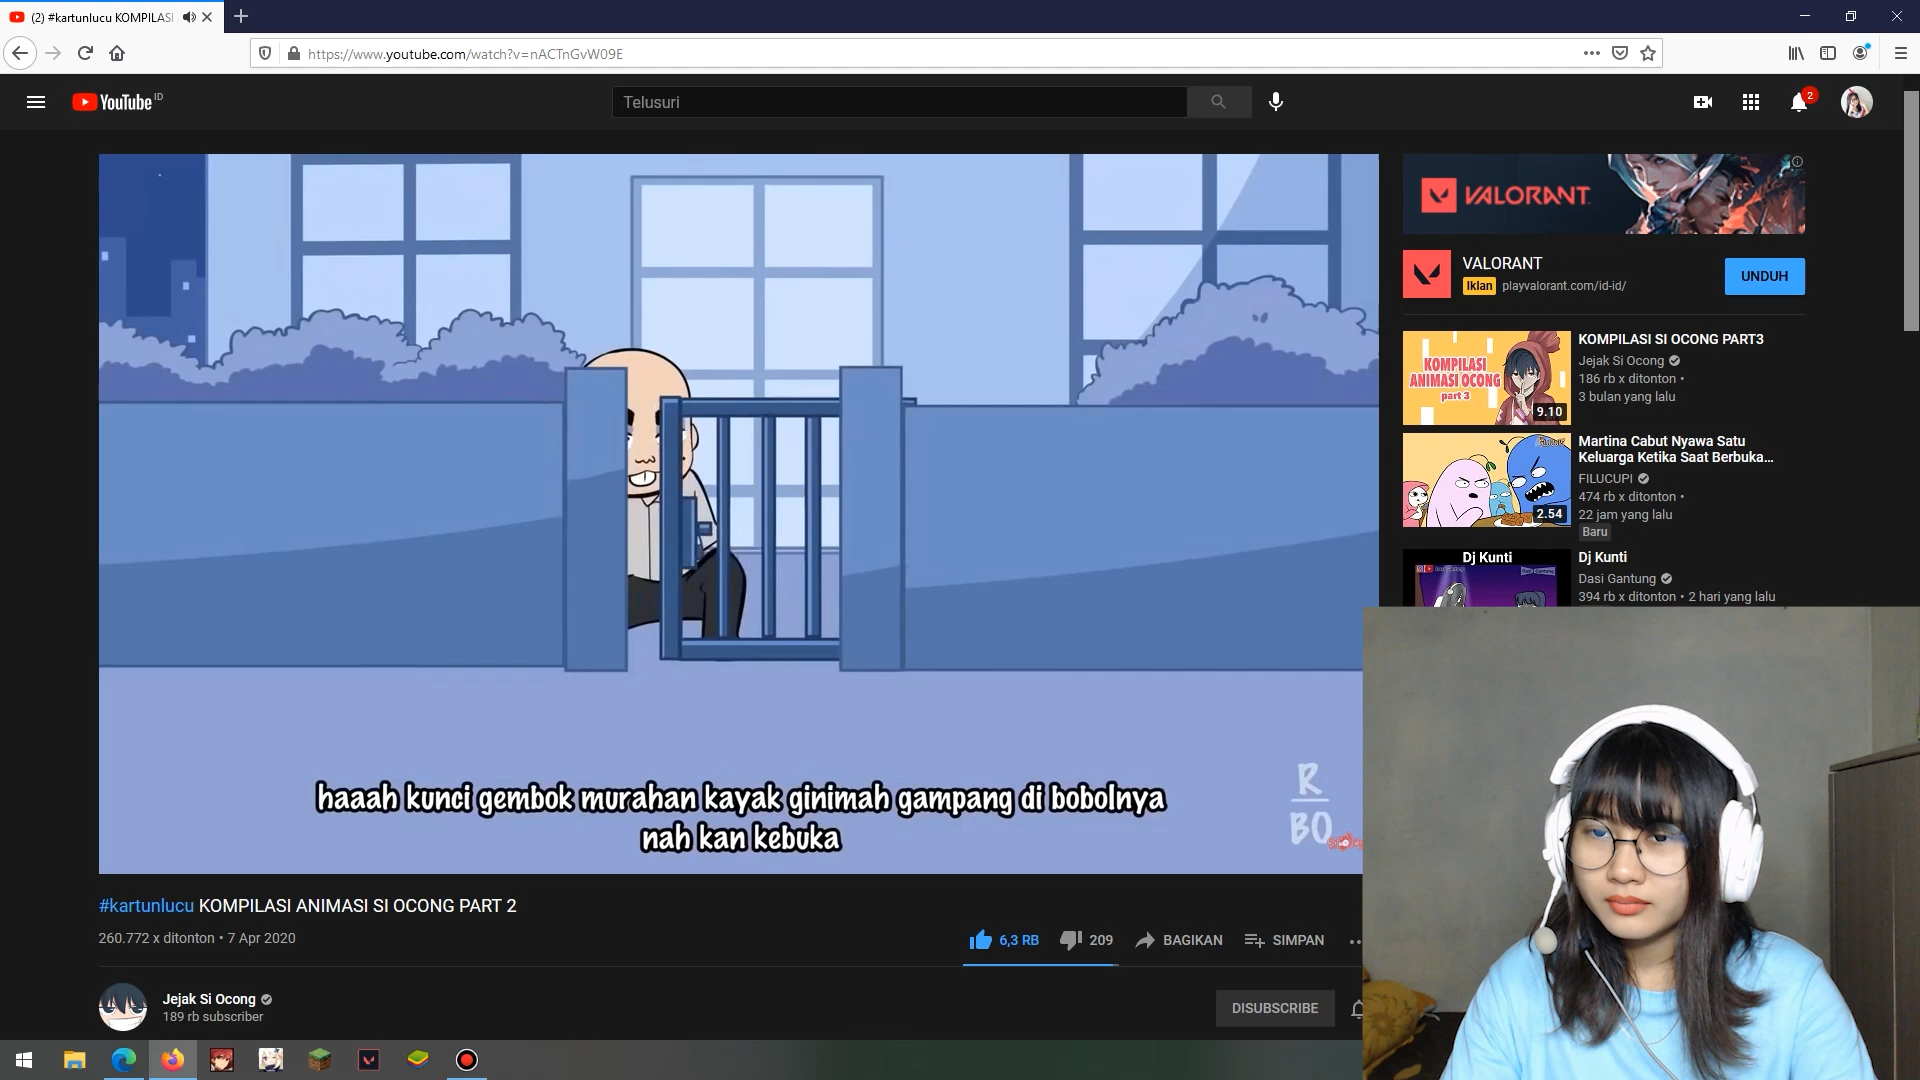 (2) #kartunlucu KOMPILASI
https://www.youtube.com/watch?v=nACTnGvW09E
YouTube ID
Telusuri
2
VALORANT
VALORANT
Iklan playvalorant.com/id-id/
UNDUH
KOMPILASI
ANIMASI OCONG
part 3
9.10
KOMPILASI SI OCONG PART3
Jejak Si Ocong
186 rb x ditonton •
3 bulan yang lalu
2.54
Martina Cabut Nyawa Satu
Keluarga Ketika Saat Berbuka...
FILUCUPI
474 rb x ditonton •
22 jam yang lalu
Baru
Dj Kunti
Dj Kunti
Dasi Gantung
394 rb x ditonton • 2 hari yang lalu
haaah kunci gembok murahan kayak ginimah gampang di bobolnya
nah kan kebuka
R
BO
#kartunlucu KOMPILASI ANIMASI SI OCONG PART 2
260.772 x ditonton • 7 Apr 2020
6,3 RB
209
BAGIKAN
SIMPAN
Jejak Si Ocong
189 rb subscriber
DISUBSCRIBE